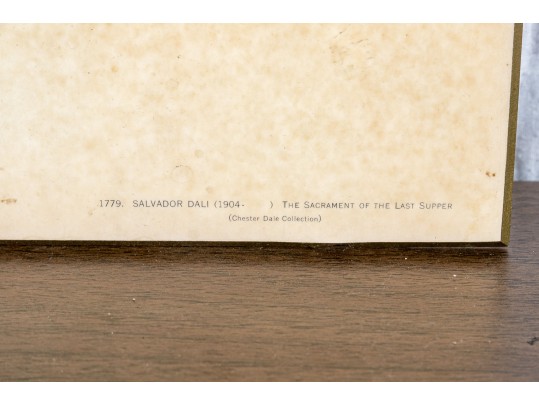 1779. SALVADOR DALI (1904- ) THE SACRAMENT OF THE LAST SUPPER
(Chester Dale Collection)